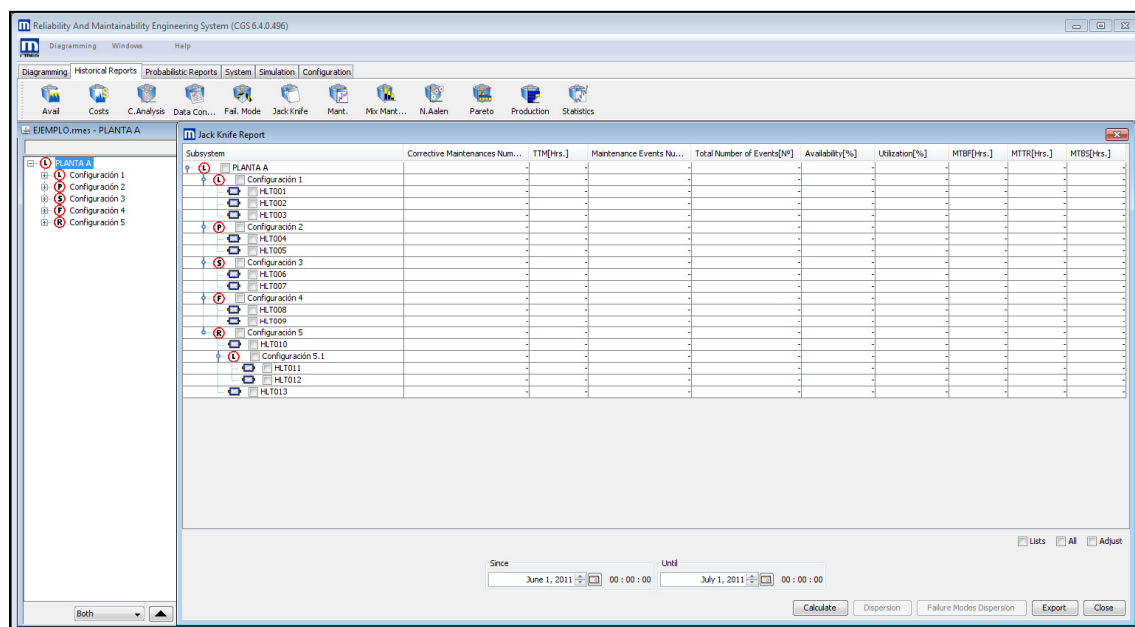 Reliability And Maintainability Engineering System (CGS 6.4.0.496)
Diagramming Windows Help
Diagramming Historical Reports Probabilistic Reports System Simulation Configuration
Avail Costs C.Analysis Data Con... Fail. Mode Jack Knife Mant. Mix Mant... N.Aalen Pareto Production Statistics
EJEMPLO.rmes - PLANTA A
L PLANTA A
L Configuración 1
P Configuración 2
S Configuración 3
F Configuración 4
R Configuración 5
Both
Jack Knife Report
Subsystem Corrective Maintenances Num... TTM[Hrs.] Maintenance Events Nu... Total Number of Events[Nº] Availability[%] Utilization[%] MTBF[Hrs.] MTTR[Hrs.] MTBS[Hrs.]
L PLANTA A - - - - - - - - -
L Configuración 1 - - - - - - - - -
HLT001 - - - - - - - - -
HLT002 - - - - - - - - -
HLT003 - - - - - - - - -
P Configuración 2 - - - - - - - - -
HLT004 - - - - - - - - -
HLT005 - - - - - - - - -
S Configuración 3 - - - - - - - - -
HLT006 - - - - - - - - -
HLT007 - - - - - - - - -
F Configuración 4 - - - - - - - - -
HLT008 - - - - - - - - -
HLT009 - - - - - - - - -
R Configuración 5 - - - - - - - - -
HLT010 - - - - - - - - -
L Configuración 5.1 - - - - - - - - -
HLT011 - - - - - - - - -
HLT012 - - - - - - - - -
HLT013 - - - - - - - - -
Lists All Adjust
Since Until
June 1, 2011 00 : 00 : 00 July 1, 2011 00 : 00 : 00
Calculate Dispersion Failure Modes Dispersion Export Close